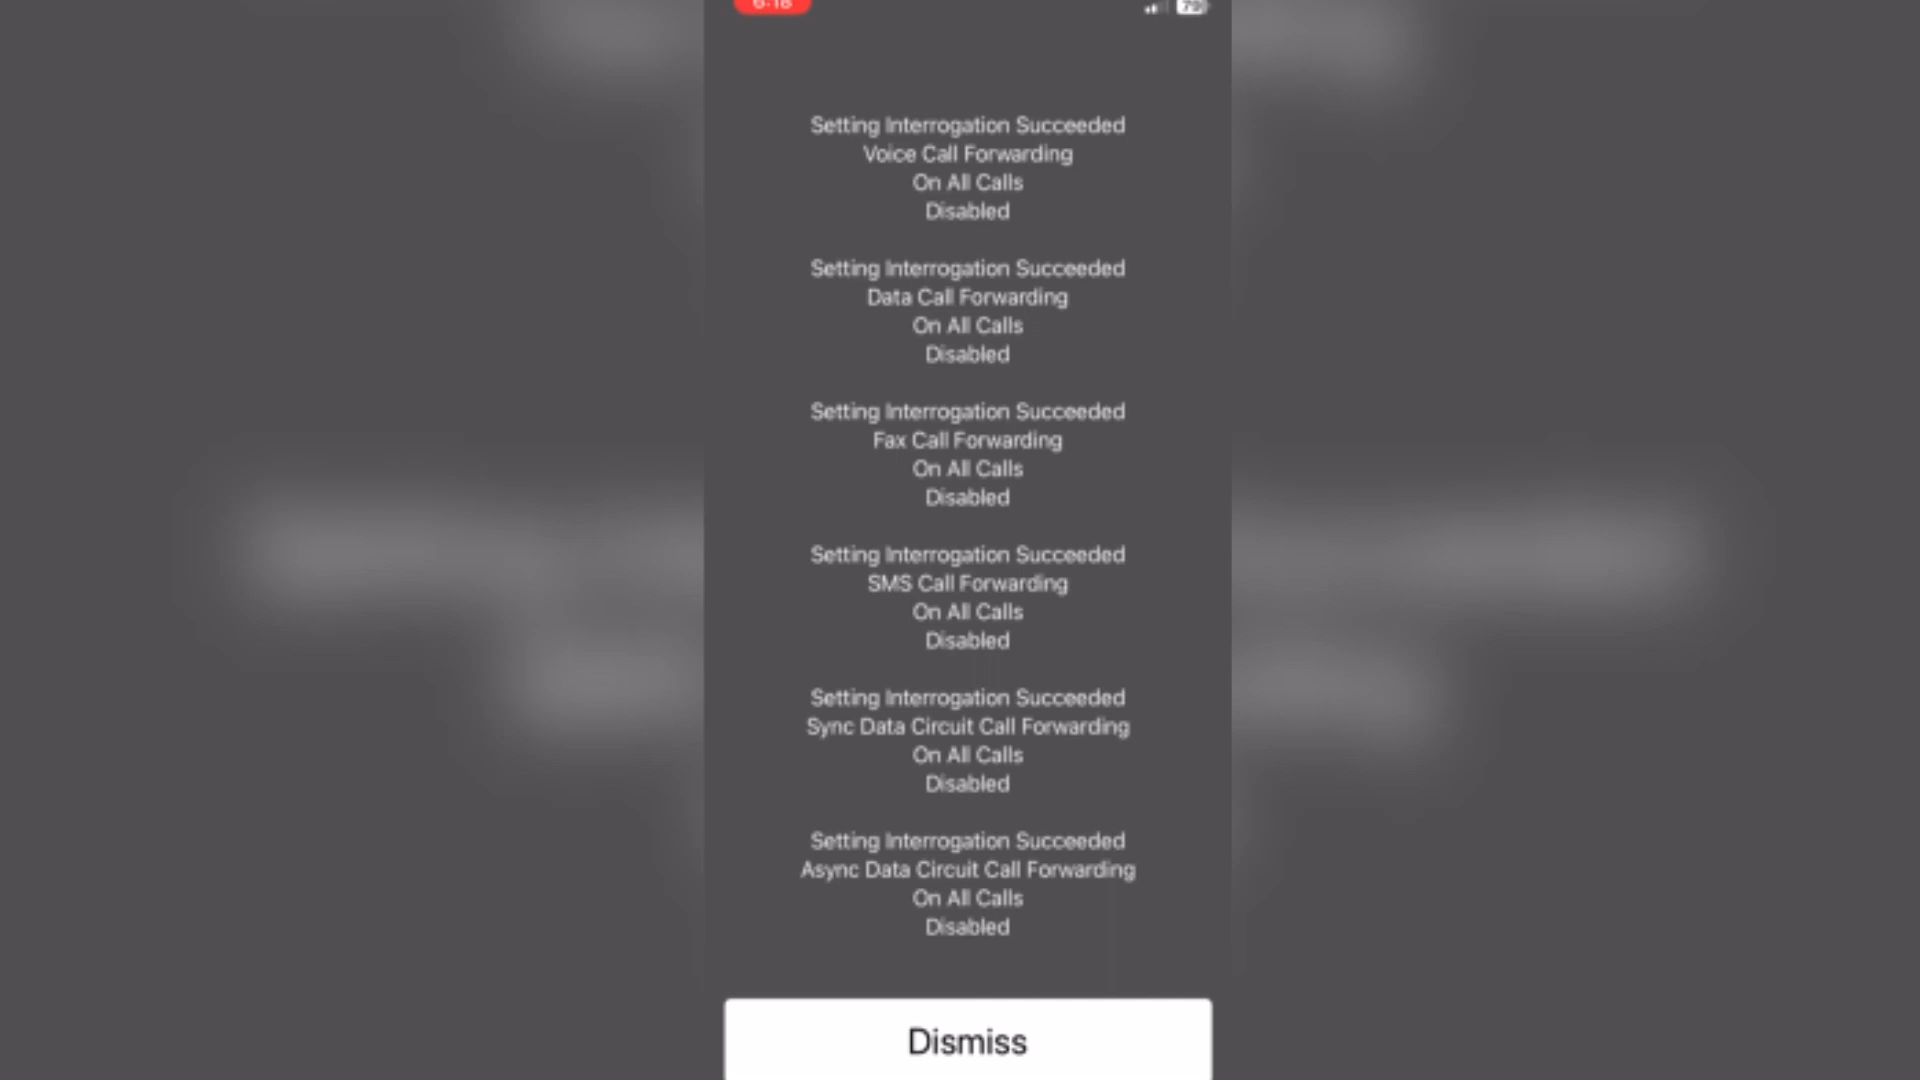 6:18
79
Setting Interrogation Succeeded
Voice Call Forwarding
On All Calls
Disabled
Setting Interrogation Succeeded
Data Call Forwarding
On All Calls
Disabled
Setting Interrogation Succeeded
Fax Call Forwarding
On All Calls
Disabled
Setting Interrogation Succeeded
SMS Call Forwarding
On All Calls
Disabled
Setting Interrogation Succeeded
Sync Data Circuit Call Forwarding
On All Calls
Disabled
Setting Interrogation Succeeded
Async Data Circuit Call Forwarding
On All Calls
Disabled
Dismiss